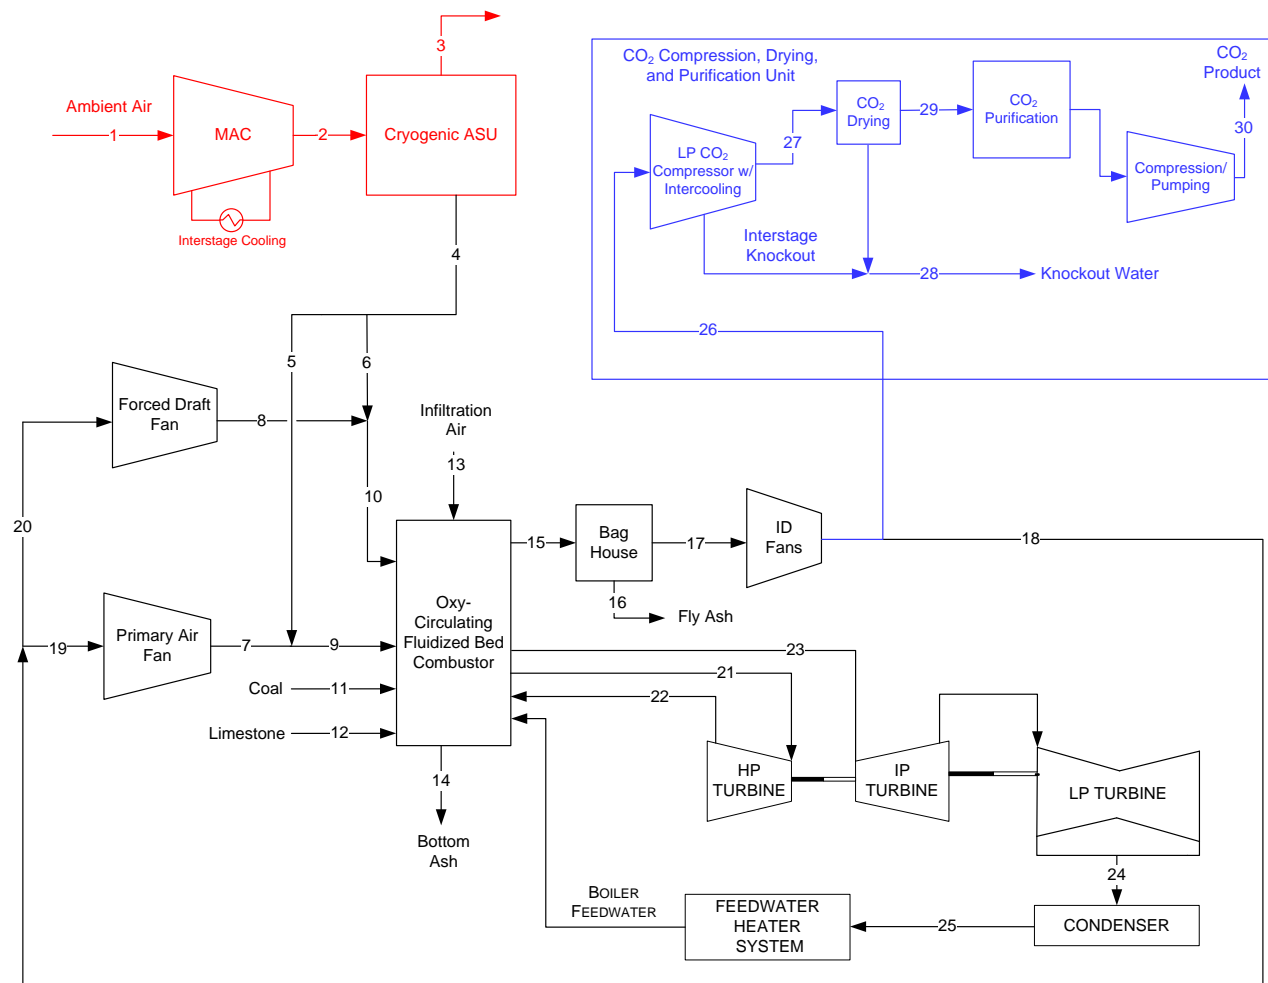 3
CO₂ Compression, Drying,
and Purification Unit
CO₂
Product
Ambient Air
1
MAC
2
Cryogenic ASU
Interstage Cooling
4
LP CO₂
Compressor w/
Intercooling
27
CO₂
Drying
29
CO₂
Purification
Compression/
Pumping
30
Interstage
Knockout
28
Knockout Water
26
5
6
Forced Draft
Fan
8
Infiltration
Air
13
10
20
15
Bag
House
17
ID
Fans
18
16
Fly Ash
Oxy-
Circulating
Fluidized Bed
Combustor
19
Primary Air
Fan
7
9
23
21
22
Coal
11
Limestone
12
14
Bottom
Ash
HP
TURBINE
IP
TURBINE
LP TURBINE
24
BOILER
FEEDWATER
FEEDWATER
HEATER
SYSTEM
25
CONDENSER